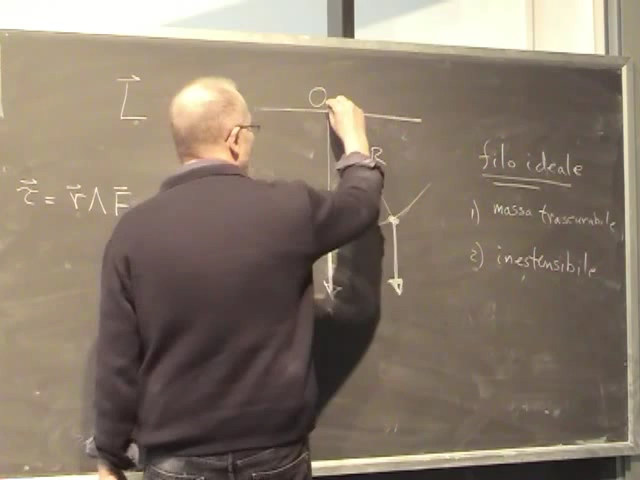 L⃗
O
R
τ⃗ = r⃗ Λ F⃗
filo ideale
1) massa trascurabile
2) inestensibile